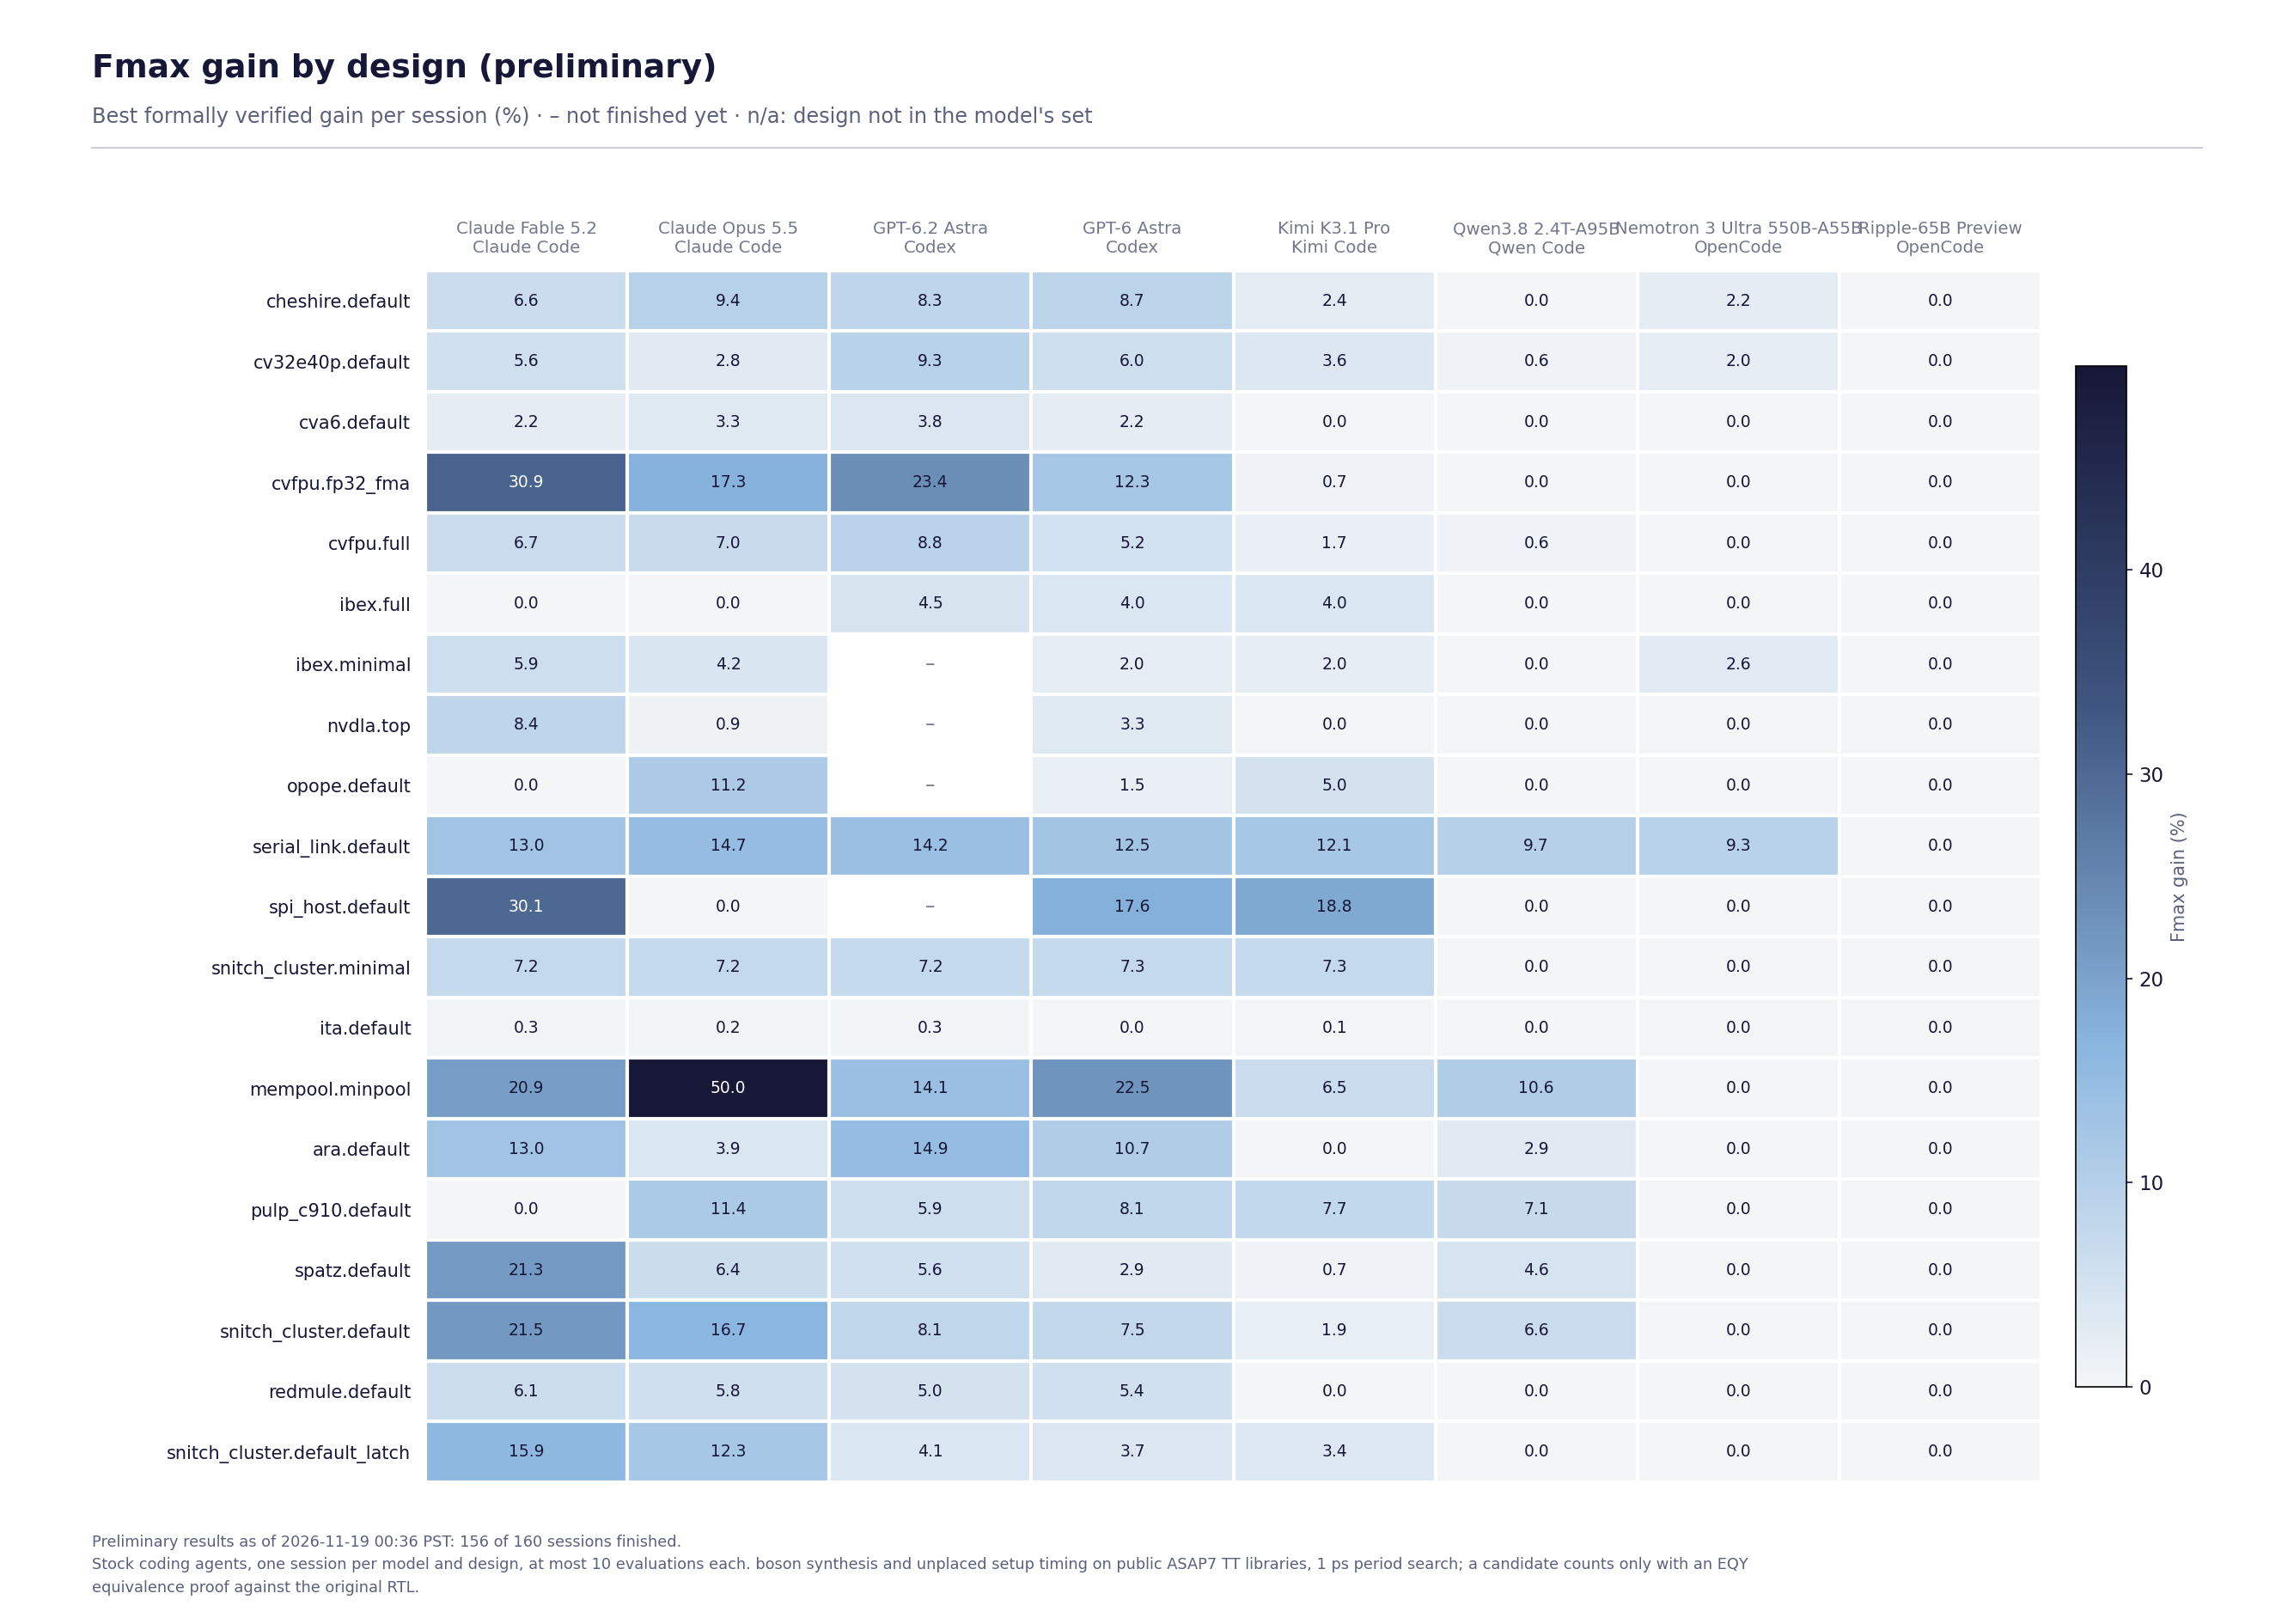 Fmax gain by design (preliminary)
Best formally verified gain per session (%) · – not finished yet · n/a: design not in the model's set
Claude Fable 5.2 Claude Opus 5.5 GPT-6.2 Astra GPT-6 Astra Kimi K3.1 Pro Qwen3.8 2.4T-A95B Nemotron 3 Ultra 550B-A55B Ripple-65B Preview
Claude Code Claude Code Codex Codex Kimi Code Qwen Code OpenCode OpenCode
cheshire.default 6.6 9.4 8.3 8.7 2.4 0.0 2.2 0.0
cv32e40p.default 5.6 2.8 9.3 6.0 3.6 0.6 2.0 0.0
cva6.default 2.2 3.3 3.8 2.2 0.0 0.0 0.0 0.0
cvfpu.fp32_fma 30.9 17.3 23.4 12.3 0.7 0.0 0.0 0.0
cvfpu.full 6.7 7.0 8.8 5.2 1.7 0.6 0.0 0.0
ibex.full 0.0 0.0 4.5 4.0 4.0 0.0 0.0 0.0
ibex.minimal 5.9 4.2 – 2.0 2.0 0.0 2.6 0.0
nvdla.top 8.4 0.9 – 3.3 0.0 0.0 0.0 0.0
opope.default 0.0 11.2 – 1.5 5.0 0.0 0.0 0.0
serial_link.default 13.0 14.7 14.2 12.5 12.1 9.7 9.3 0.0
spi_host.default 30.1 0.0 – 17.6 18.8 0.0 0.0 0.0
snitch_cluster.minimal 7.2 7.2 7.2 7.3 7.3 0.0 0.0 0.0
ita.default 0.3 0.2 0.3 0.0 0.1 0.0 0.0 0.0
mempool.minpool 20.9 50.0 14.1 22.5 6.5 10.6 0.0 0.0
ara.default 13.0 3.9 14.9 10.7 0.0 2.9 0.0 0.0
pulp_c910.default 0.0 11.4 5.9 8.1 7.7 7.1 0.0 0.0
spatz.default 21.3 6.4 5.6 2.9 0.7 4.6 0.0 0.0
snitch_cluster.default 21.5 16.7 8.1 7.5 1.9 6.6 0.0 0.0
redmule.default 6.1 5.8 5.0 5.4 0.0 0.0 0.0 0.0
snitch_cluster.default_latch 15.9 12.3 4.1 3.7 3.4 0.0 0.0 0.0
40
30
20
10
0
Fmax gain (%)
Preliminary results as of 2026-11-19 00:36 PST: 156 of 160 sessions finished.
Stock coding agents, one session per model and design, at most 10 evaluations each. boson synthesis and unplaced setup timing on public ASAP7 TT libraries, 1 ps period search; a candidate counts only with an EQY
equivalence proof against the original RTL.